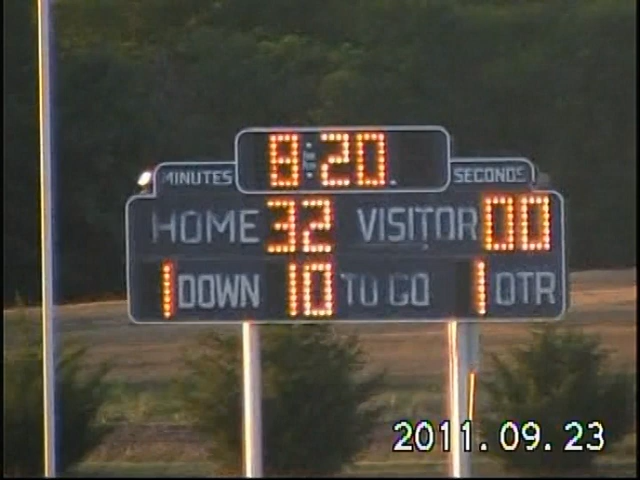 MINUTES 8:20 SECONDS
HOME 32 VISITOR 00
1 DOWN 10 TO GO 1 QTR
2011.09.23